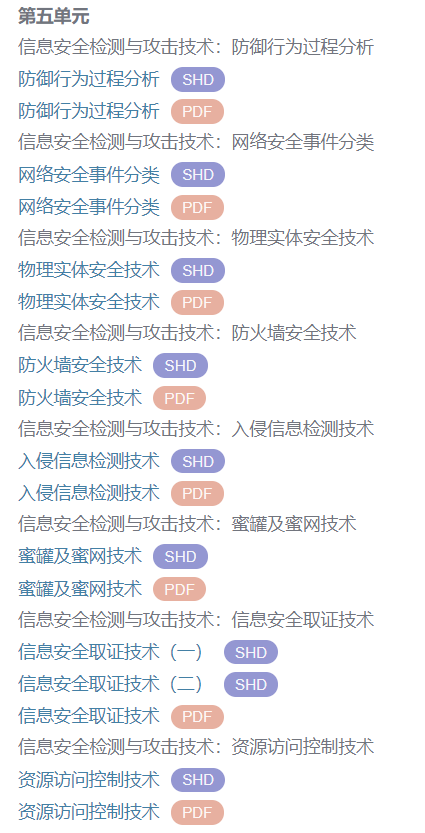 第五单元
信息安全检测与攻击技术：防御行为过程分析
防御行为过程分析 SHD
防御行为过程分析 PDF
信息安全检测与攻击技术：网络安全事件分类
网络安全事件分类 SHD
网络安全事件分类 PDF
信息安全检测与攻击技术：物理实体安全技术
物理实体安全技术 SHD
物理实体安全技术 PDF
信息安全检测与攻击技术：防火墙安全技术
防火墙安全技术 SHD
防火墙安全技术 PDF
信息安全检测与攻击技术：入侵信息检测技术
入侵信息检测技术 SHD
入侵信息检测技术 PDF
信息安全检测与攻击技术：蜜罐及蜜网技术
蜜罐及蜜网技术 SHD
蜜罐及蜜网技术 PDF
信息安全检测与攻击技术：信息安全取证技术
信息安全取证技术（一） SHD
信息安全取证技术（二） SHD
信息安全取证技术 PDF
信息安全检测与攻击技术：资源访问控制技术
资源访问控制技术 SHD
资源访问控制技术 PDF